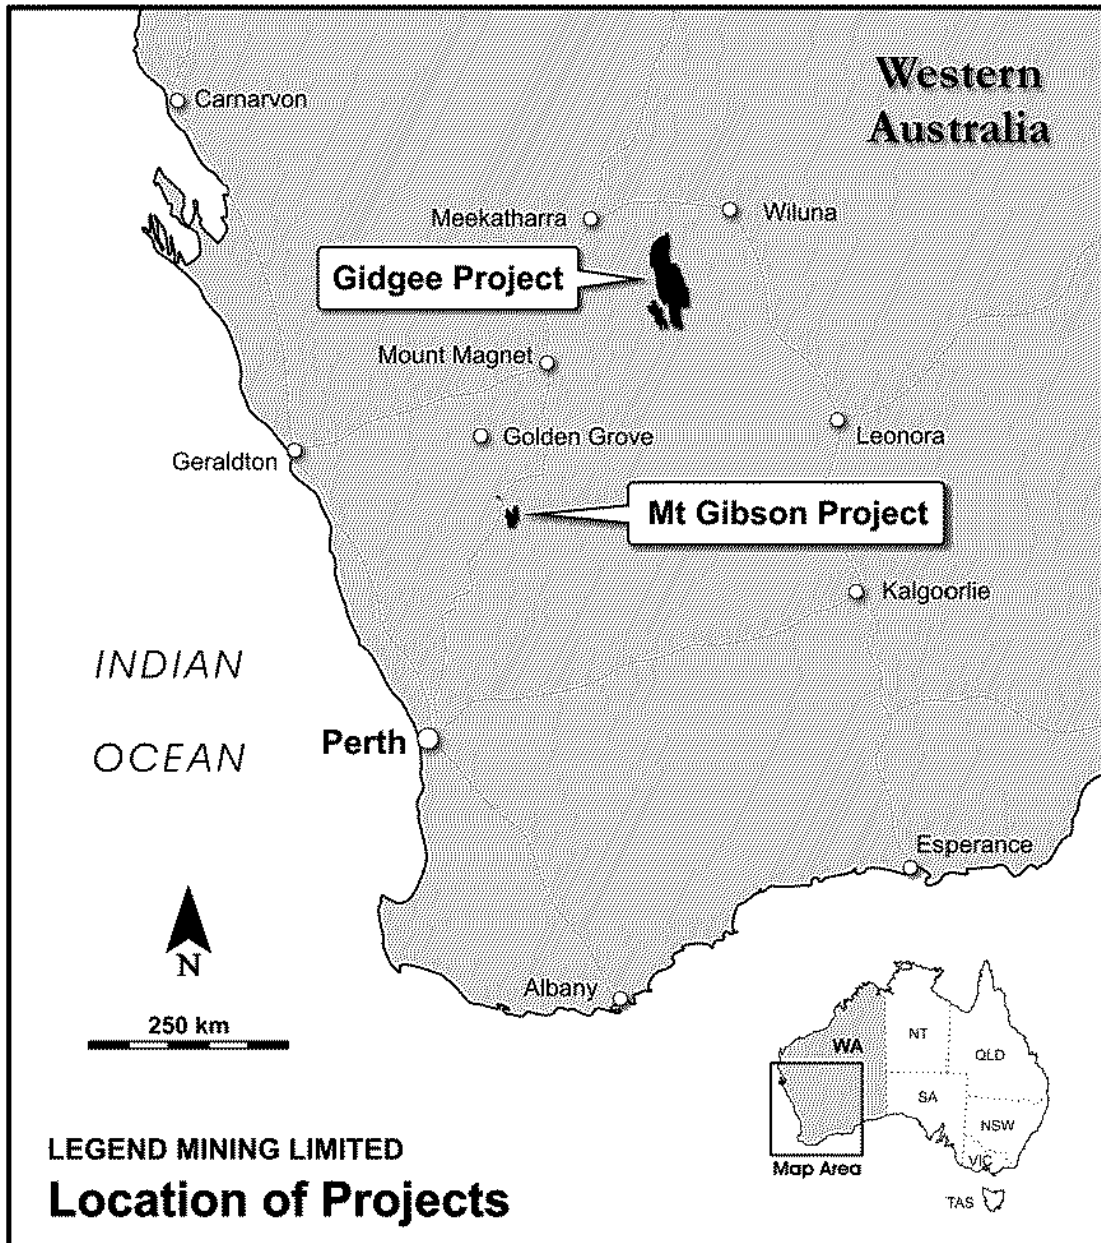 Western
Australia
Carnarvon
Meekatharra
Wiluna
Gidgee Project
Mount Magnet
Golden Grove
Leonora
Geraldton
Mt Gibson Project
Kalgoorlie
INDIAN
OCEAN
Perth
Esperance
N
Albany
250 km
NT
WA
QLD
SA
NSW
VIC
Map Area
TAS
LEGEND MINING LIMITED
Location of Projects